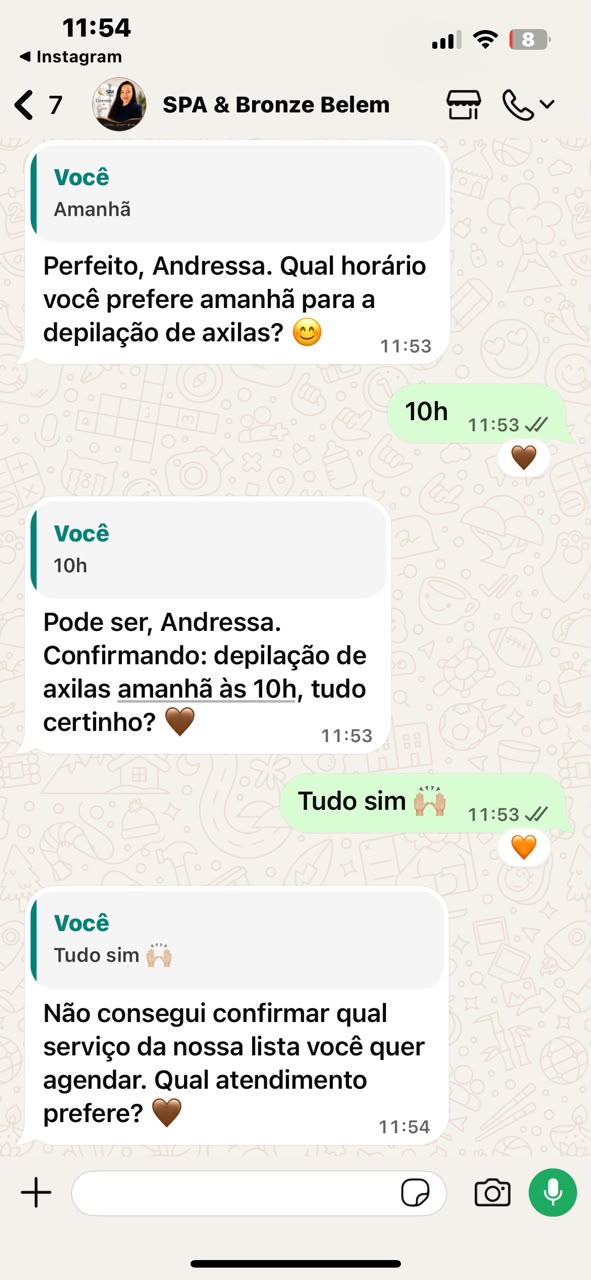 11:54
8
◀ Instagram
7
SPA & Bronze Belem
Você
Amanhã
Perfeito, Andressa. Qual horário
você prefere amanhã para a
depilação de axilas? 😊
11:53
10h
11:53
🤎
Você
10h
Pode ser, Andressa.
Confirmando: depilação de
axilas amanhã às 10h, tudo
certinho? 🤎
11:53
Tudo sim 🙌🏼
11:53
🧡
Você
Tudo sim 🙌🏼
Não consegui confirmar qual
serviço da nossa lista você quer
agendar. Qual atendimento
prefere? 🤎
11:54